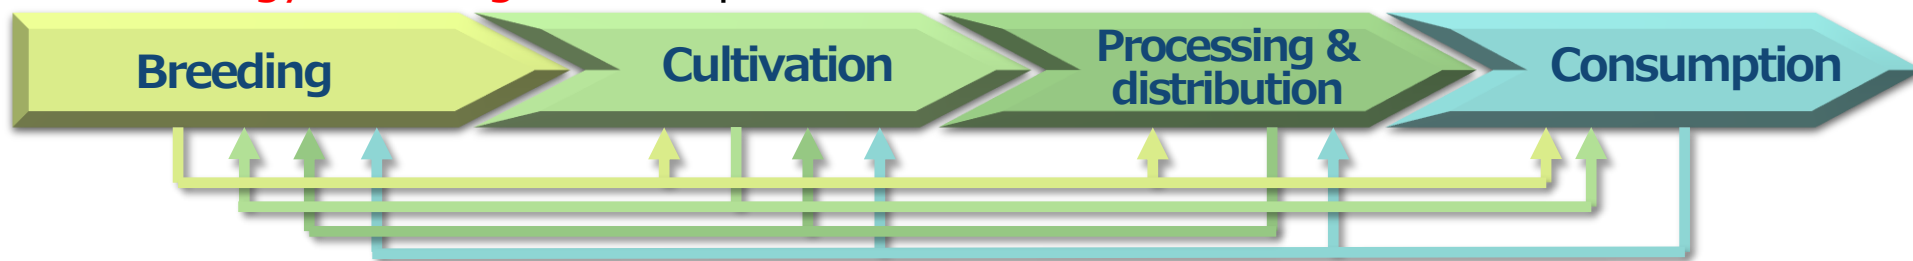 Breeding
Cultivation
Processing &
distribution
Consumption